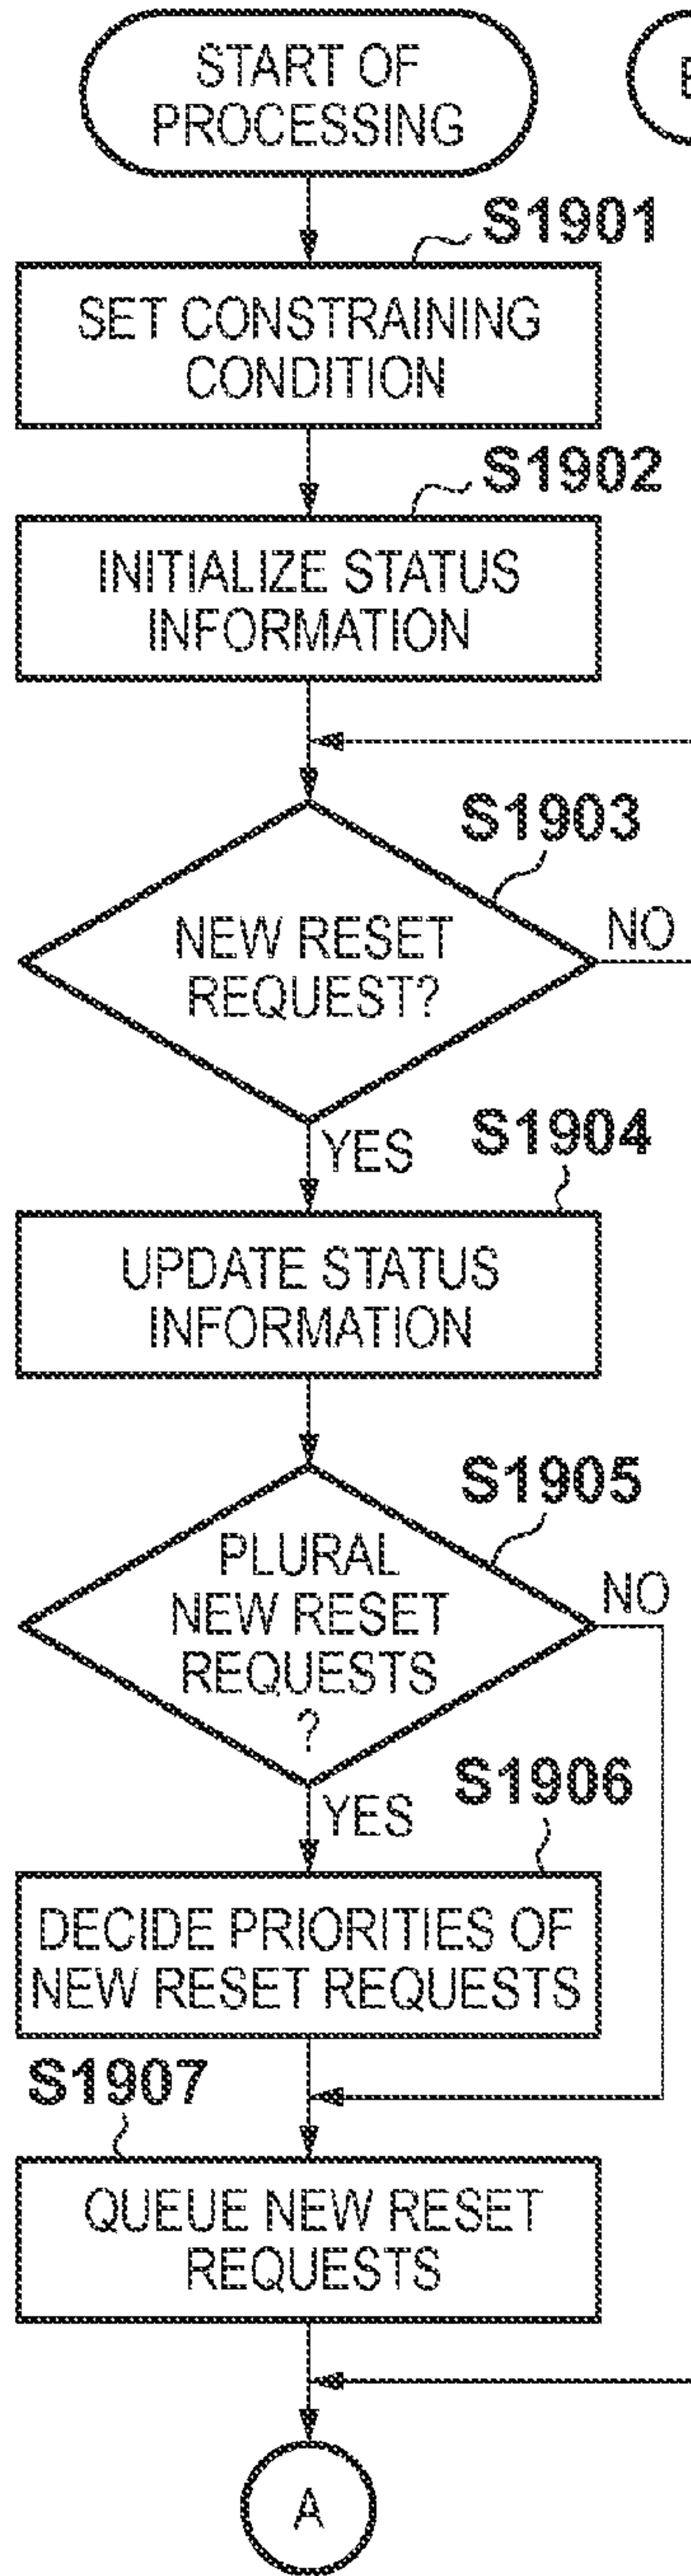 START OF
PROCESSING
S1901
SET CONSTRAINING
CONDITION
S1902
INITIALIZE STATUS
INFORMATION
S1903
NEW RESET
REQUEST?
NO
YES
S1904
UPDATE STATUS
INFORMATION
S1905
PLURAL
NEW RESET
REQUESTS
?
NO
YES
S1906
DECIDE PRIORITIES OF
NEW RESET REQUESTS
S1907
QUEUE NEW RESET
REQUESTS
A